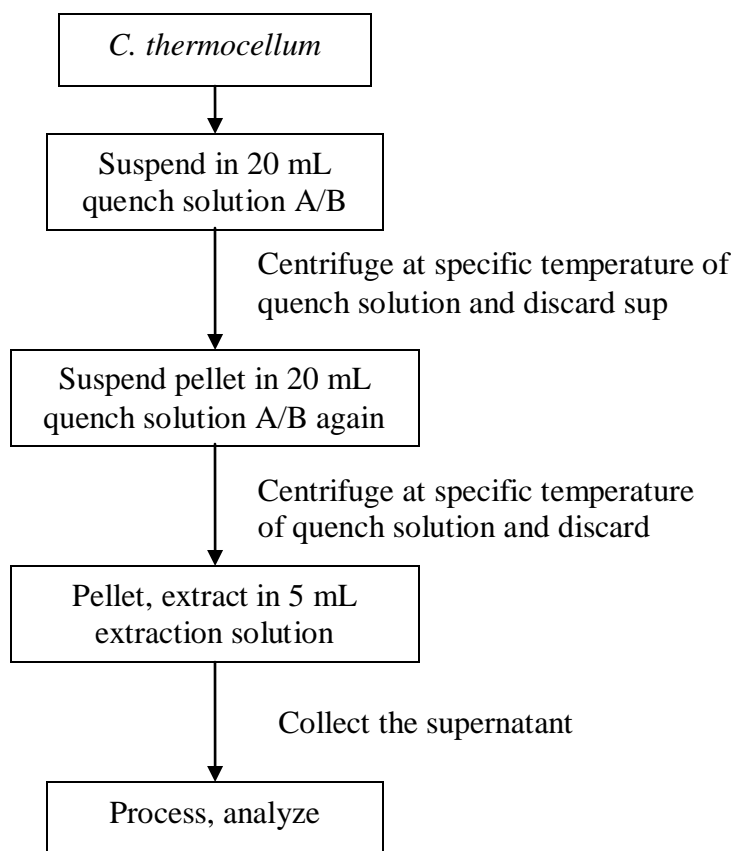 C. thermocellum
Suspend in 20 mL
quench solution A/B
Centrifuge at specific temperature of
quench solution and discard sup
Suspend pellet in 20 mL
quench solution A/B again
Centrifuge at specific temperature
of quench solution and discard
Pellet, extract in 5 mL
extraction solution
Collect the supernatant
Process, analyze